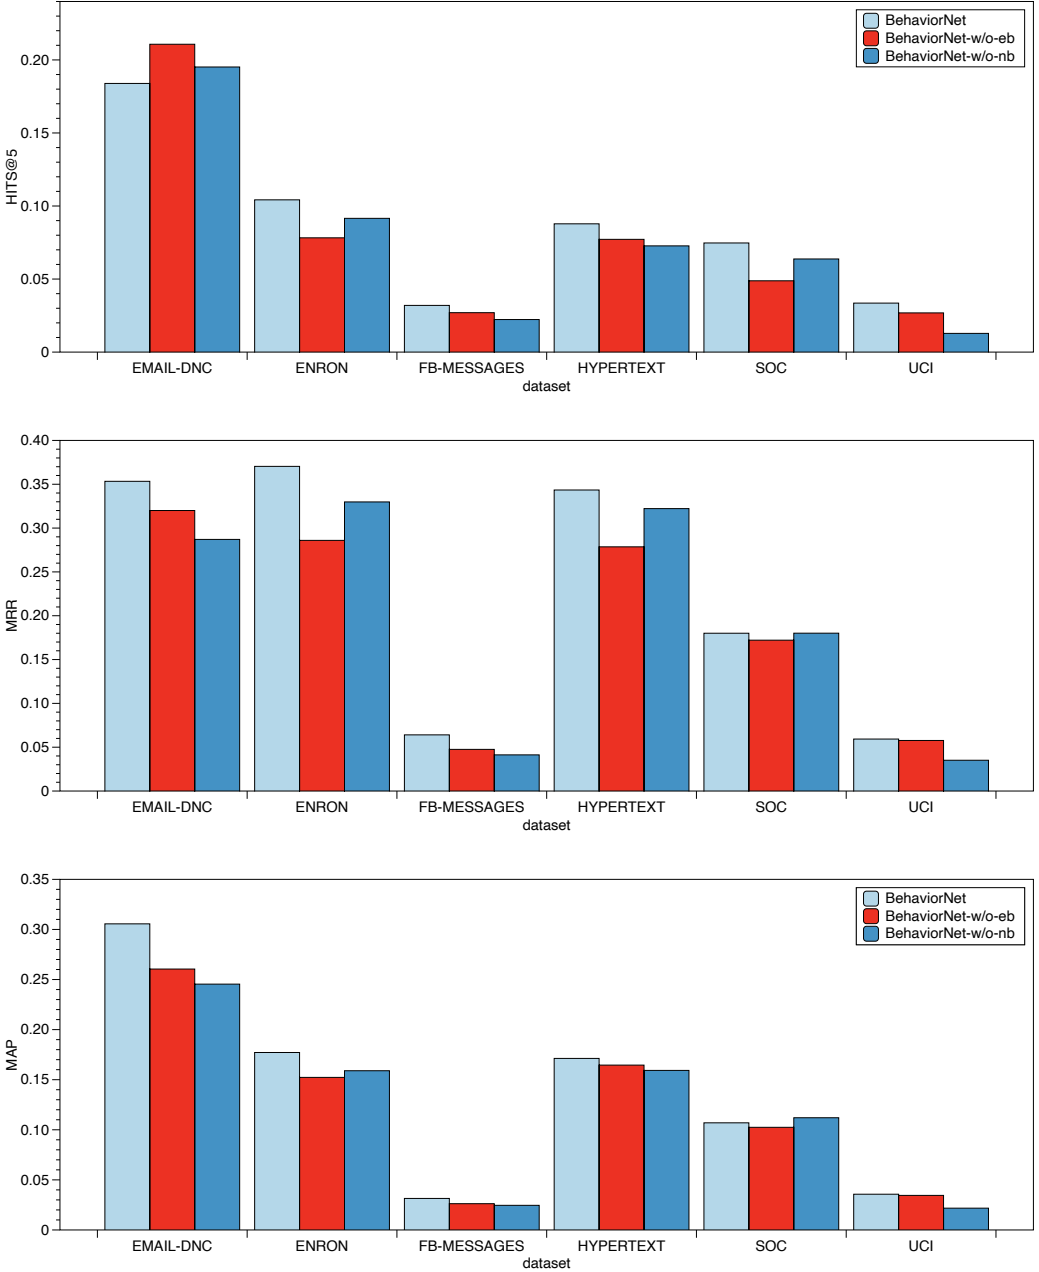 HITS@5
0.20
0.15
0.10
0.05
0
BehaviorNet
BehaviorNet-w/o-eb
BehaviorNet-w/o-nb
EMAIL-DNC ENRON FB-MESSAGES HYPERTEXT SOC UCI
dataset
MRR
0.40
0.35
0.30
0.25
0.20
0.15
0.10
0.05
0
EMAIL-DNC ENRON FB-MESSAGES HYPERTEXT SOC UCI
dataset
MAP
0.35
0.30
0.25
0.20
0.15
0.10
0.05
0
BehaviorNet
BehaviorNet-w/o-eb
BehaviorNet-w/o-nb
EMAIL-DNC ENRON FB-MESSAGES HYPERTEXT SOC UCI
dataset